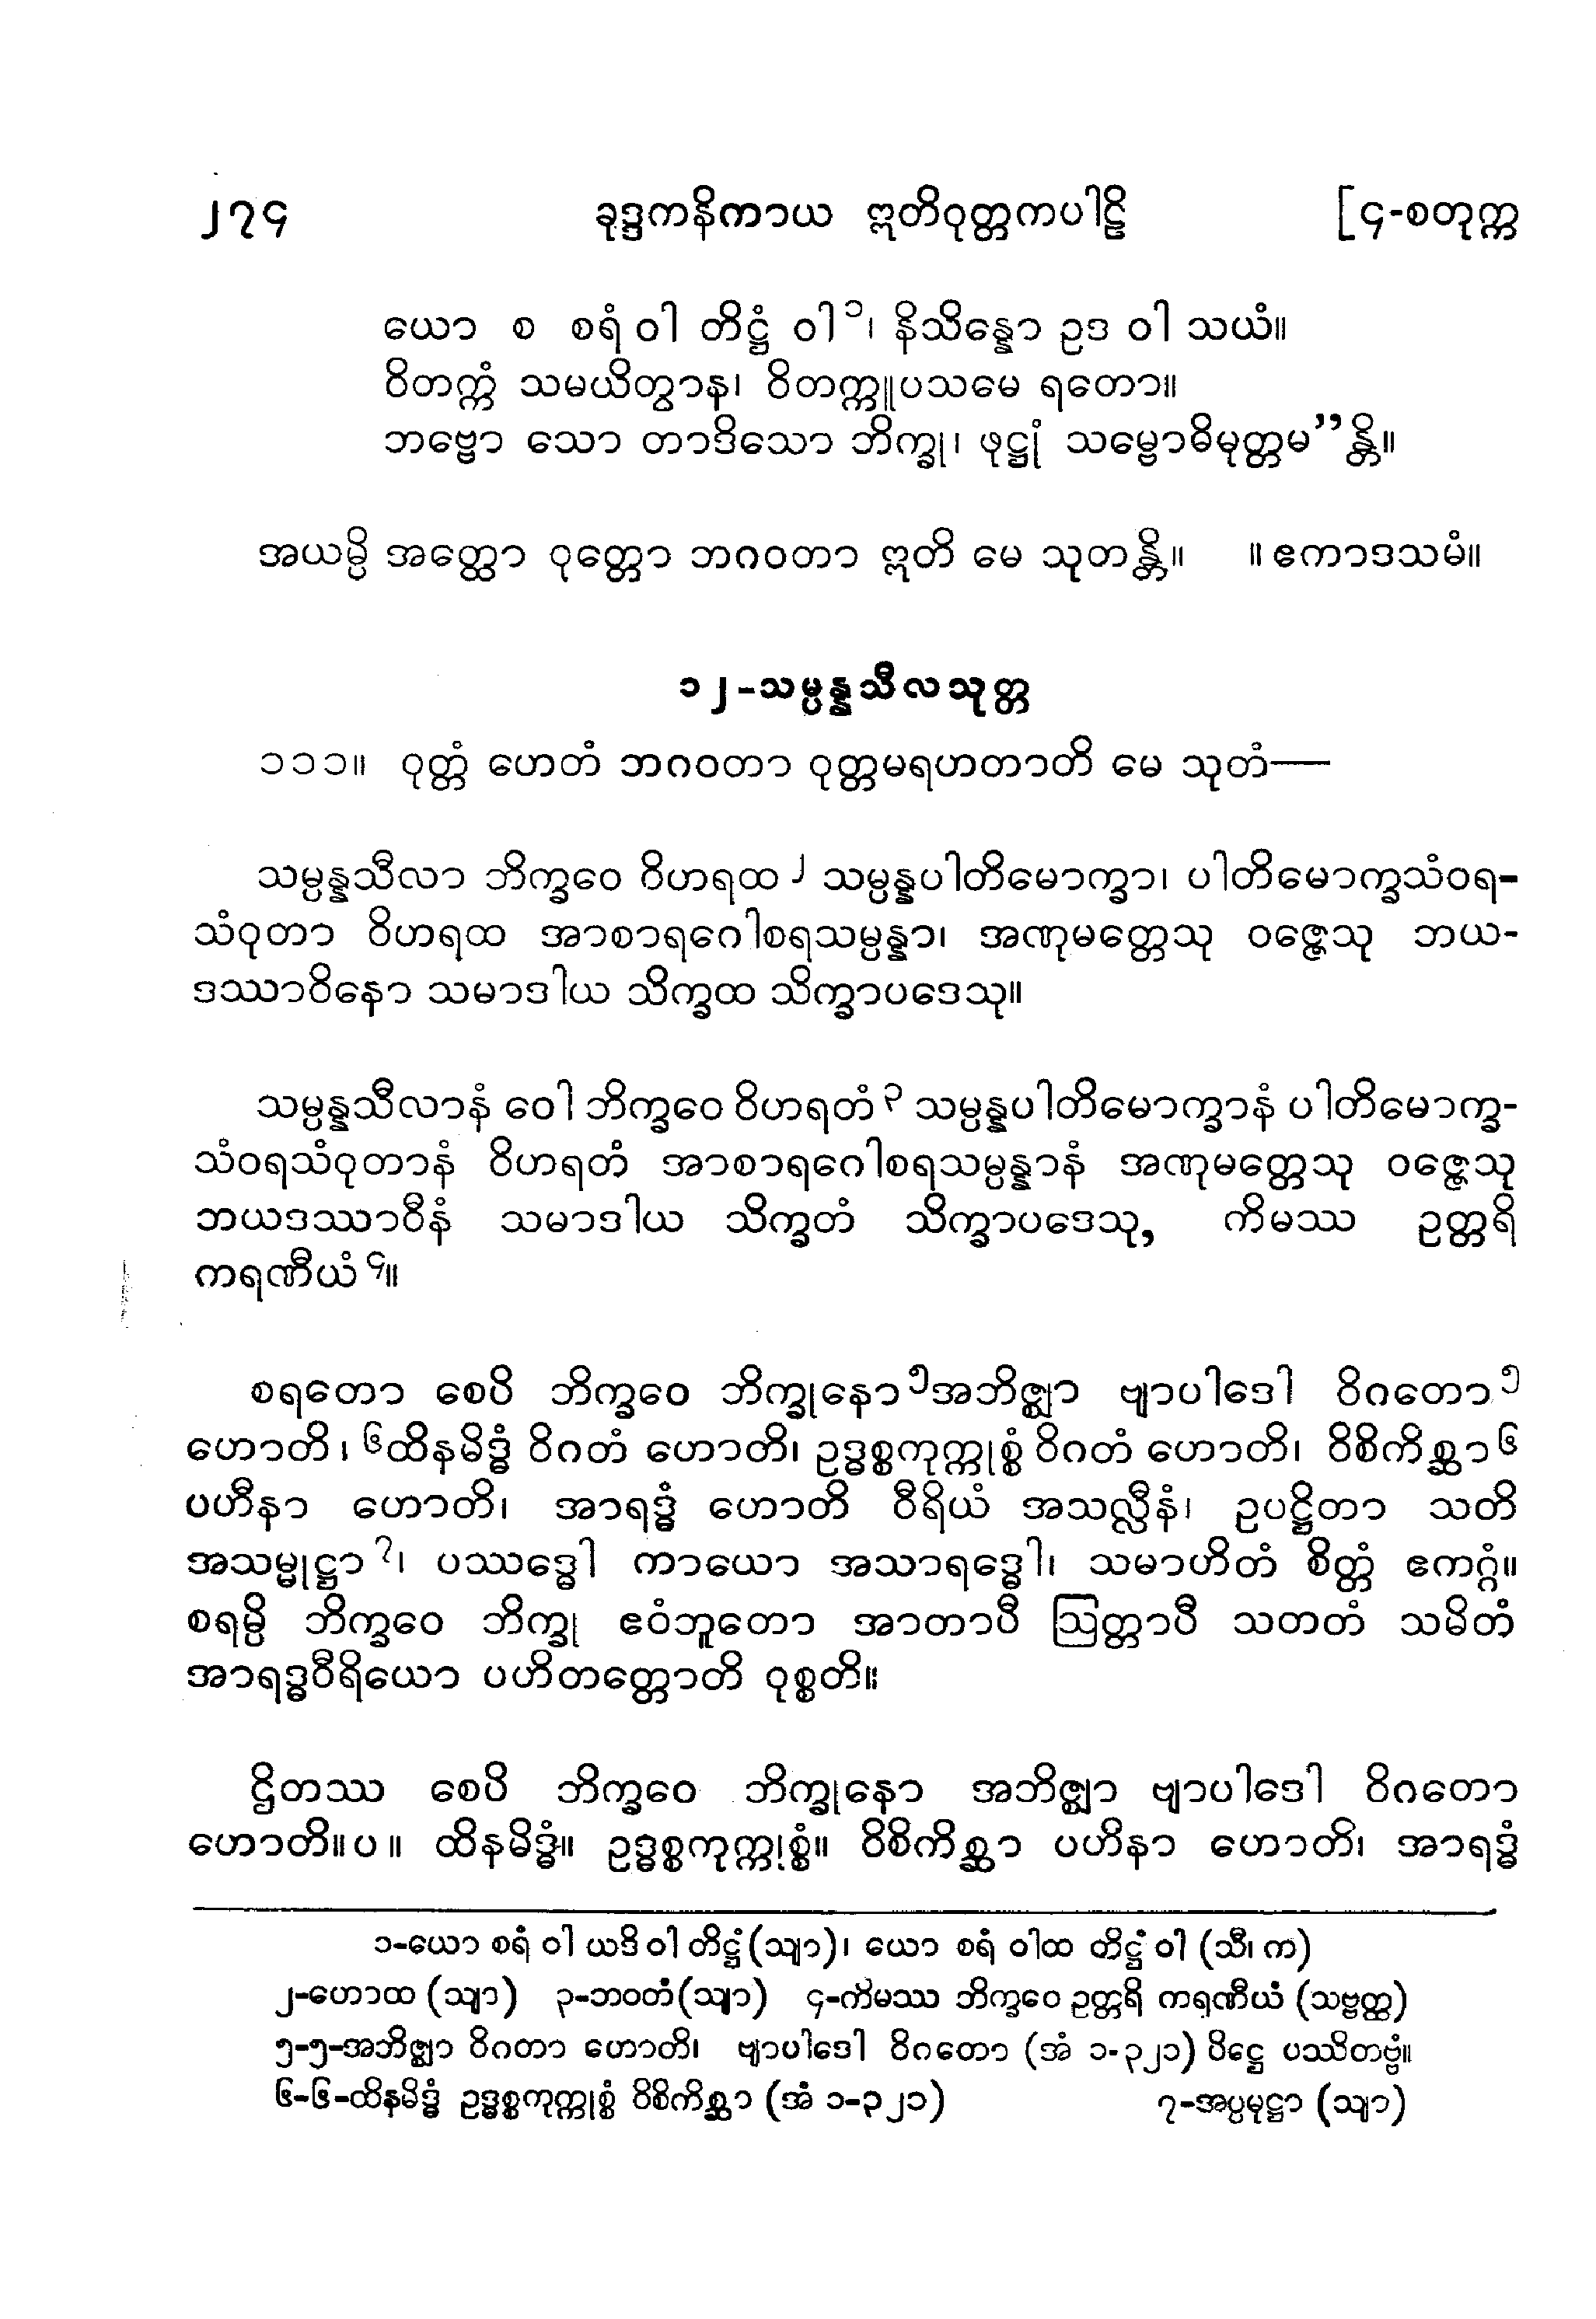 ၂၇၄ ခုဒ္ဒကနိကာယ ဣတိဝုတ္တကပါဠိ [၄-စတုက္က
ယော စ စရံ ဝါ တိဋ္ဌံ ဝါ ၁၊ နိသိန္နော ဥဒ ဝါ သယံ။
ဝိတက္ကံ သမယိတွာန၊ ဝိတက္ကူပသမေ ရတော။
ဘဗ္ဗော သော တာဒိသော ဘိက္ခု၊ ဖုဋ္ဌုံ သမ္ဗောဓိမုတ္တမ”န္တိ။
အယမ္ပိ အတ္ထော ဝုတ္တော ဘဂဝတာ ဣတိ မေ သုတန္တိ။ ။ ဧကာဒသမံ။
၁၂-သမ္ပန္နသီလသုတ္တ
၁၁၁။ ဝုတ္တံ ဟေတံ ဘဂဝတာ ဝုတ္တမရဟတာတိ မေ သုတံ—
သမ္ပန္နသီလာ ဘိက္ခဝေ ဝိဟရထ ၂ သမ္ပန္နပါတိမောက္ခာ၊ ပါတိမောက္ခသံဝရ-
သံဝုတာ ဝိဟရထ အာစာရဂေါစရသမ္ပန္နာ၊ အဏုမတ္တေသု ဝဇ္ဇေသု ဘယ-
ဒဿာဝိနော သမာဒါယ သိက္ခထ သိက္ခာပဒေသု။
သမ္ပန္နသီလာနံ ဝေါ ဘိက္ခဝေ ဝိဟရတံ ၃ သမ္ပန္နပါတိမောက္ခာနံ ပါတိမောက္ခ-
သံဝရသံဝုတာနံ ဝိဟရတံ အာစာရဂေါစရသမ္ပန္နာနံ အဏုမတ္တေသု ဝဇ္ဇေသု
ဘယဒဿာဝီနံ သမာဒါယ သိက္ခတံ သိက္ခာပဒေသု, ကိမဿ ဥတ္တရိ
ကရဏီယံ ၄။
စရတော စေပိ ဘိက္ခဝေ ဘိက္ခုနော ၅အဘိဇ္ဈာ ဗျာပါဒေါ ဝိဂတော ၅
ဟောတိ၊ ၆ထိနမိဒ္ဓံ ဝိဂတံ ဟောတိ၊ ဥဒ္ဓစ္စကုက္ကုစ္စံ ဝိဂတံ ဟောတိ၊ ဝိစိကိစ္ဆာ ၆
ပဟီနာ ဟောတိ၊ အာရဒ္ဓံ ဟောတိ ဝီရိယံ အသလ္လီနံ၊ ဥပဋ္ဌိတာ သတိ
အသမ္မုဋ္ဌာ ၇၊ ပဿဒ္ဓေါ ကာယော အသာရဒ္ဓေါ၊ သမာဟိတံ စိတ္တံ ဧကဂ္ဂံ။
စရမ္ပိ ဘိက္ခဝေ ဘိက္ခု ဧဝံဘူတော အာတာပီ ဩတ္တာပီ သတတံ သမိတံ
အာရဒ္ဓဝီရိယော ပဟိတတ္တောတိ ဝုစ္စတိ။
ဌိတဿ စေပိ ဘိက္ခဝေ ဘိက္ခုနော အဘိဇ္ဈာ ဗျာပါဒေါ ဝိဂတော
ဟောတိ။ပ။ ထိနမိဒ္ဓံ။ ဥဒ္ဓစ္စကုက္ကုစ္စံ။ ဝိစိကိစ္ဆာ ပဟိနာ ဟောတိ၊ အာရဒ္ဓံ
၁-ယော စရံ ဝါ ယဒိ ဝါ တိဋ္ဌံ (သျာ)၊ ယော စရံ ဝါထ တိဋ္ဌံ ဝါ (သီ၊ က)
၂-ဟောထ (သျာ) ၃-ဘဝတံ (သျာ) ၄-ကိမဿ ဘိက္ခဝေ ဥတ္တရိ ကရဏီယံ (သဗ္ဗတ္ထ)
၅-၅-အဘိဇ္ဈာ ဝိဂတာ ဟောတိ၊ ဗျာပါဒေါ ဝိဂတော (အံ ၁-၃၂၁) ပိဋ္ဌေ ပဿိတဗ္ဗံ။
၆-၆-ထိနမိဒ္ဓံ ဥဒ္ဓစ္စကုက္ကုစ္စံ ဝိစိကိစ္ဆာ (အံ ၁-၃၂၁) ၇-အပ္ပမုဋ္ဌာ (သျာ)